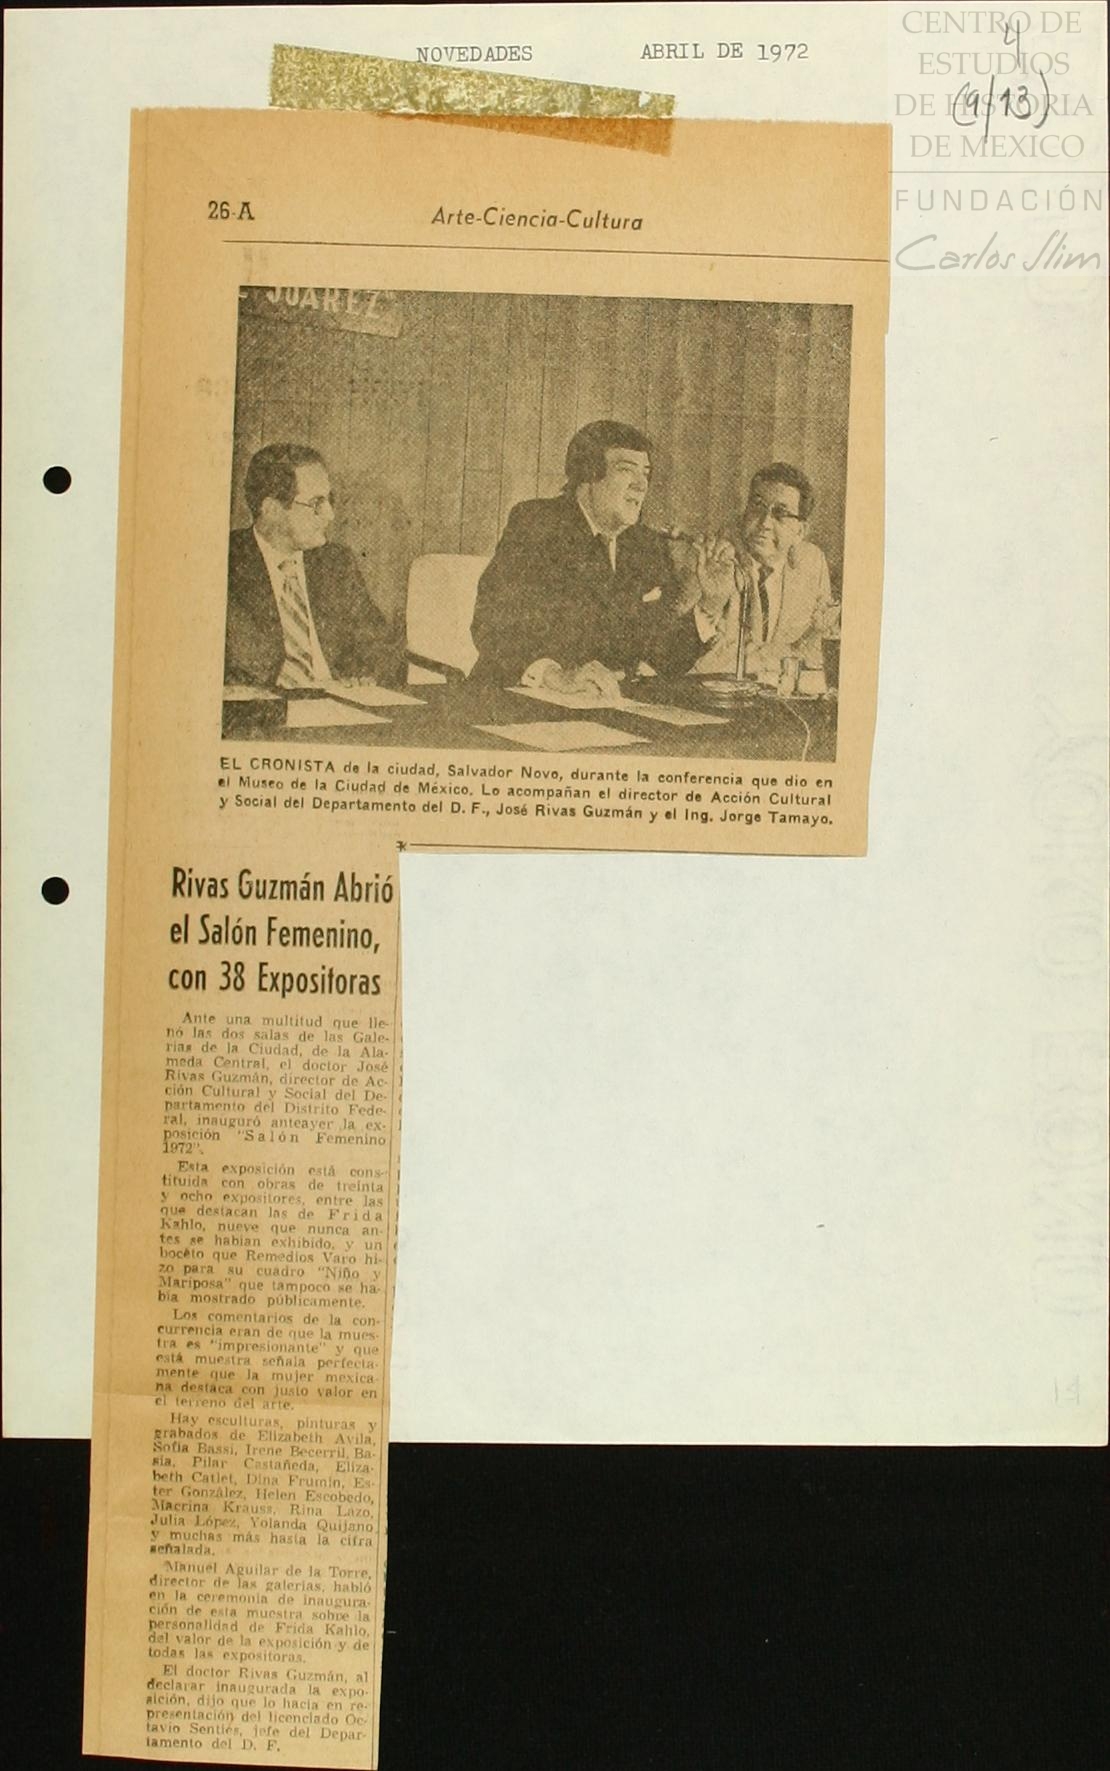 NOVEDADES ABRIL DE 1972
4
(9/13)
CENTRO DE
ESTUDIOS
DE HISTORIA
DE MEXICO
FUNDACIÓN
Carlos Slim
26-A Arte-Ciencia-Cultura
JUAREZ
EL CRONISTA de la ciudad, Salvador Novo, durante la conferencia que dio en
el Museo de la Ciudad de México. Lo acompañan el director de Acción Cultural
y Social del Departamento del D. F., José Rivas Guzmán y el Ing. Jorge Tamayo.
Rivas Guzmán Abrió
el Salón Femenino,
con 38 Expositoras
Ante una multitud que lle-
nó las dos salas de las Gale-
rías de la Ciudad, de la Ala-
meda Central, el doctor José
Rivas Guzmán, director de Ac-
ción Cultural y Social del De-
partamento del Distrito Fede-
ral, inauguró anteayer la ex-
posición "Salón Femenino
1972".
Esta exposición está cons-
tituida con obras de treinta
y ocho expositores, entre las
que destacan las de Frida
Kahlo, nueve que nunca an-
tes se habían exhibido, y un
boceto que Remedios Varo hi-
zo para su cuadro "Niño y
Mariposa" que tampoco se ha-
bía mostrado públicamente.
Los comentarios de la con-
currencia eran de que la mues-
tra es "impresionante" y que
está muestra señala perfecta-
mente que la mujer mexica-
na destaca con justo valor en
el terreno del arte.
Hay esculturas, pinturas y
grabados de Elizabeth Avila,
Sofía Bassi, Irene Becerril, Ba-
sia, Pilar Castañeda, Eliza-
beth Catlet, Dina Frumin, Es-
ter González, Helen Escobedo,
Macrina Krauss, Rina Lazo,
Julia López, Yolanda Quijano
y muchas más hasta la cifra
señalada.
Manuel Aguilar de la Torre,
director de las galerías, habló
en la ceremonia de inaugura-
ción de esta muestra sobre la
personalidad de Frida Kahlo,
del valor de la exposición y de
todas las expositoras.
El doctor Rivas Guzmán, al
declarar inaugurada la expo-
sición, dijo que lo hacía en re-
presentación del licenciado Oc-
tavio Sentíes, jefe del Depar-
tamento del D. F.